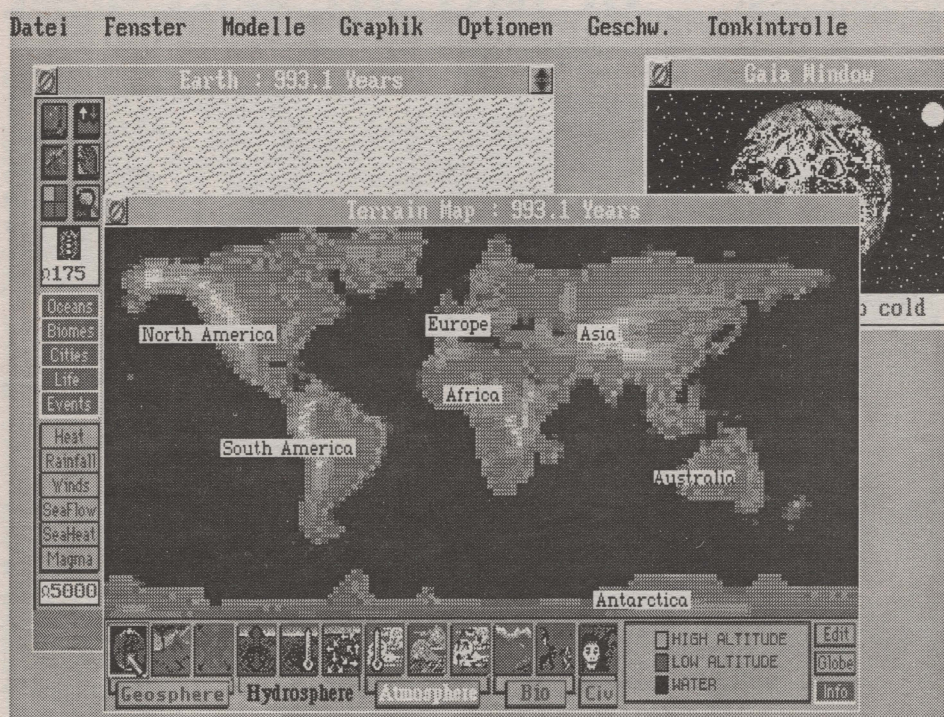 Datei Fenster Modelle Graphik Optionen Geschw. Tonkintrolle
Earth : 993.1 Years
Gaia Window
Terrain Map : 993.1 Years
Ω175
Oceans
Biomes
Cities
Life
Events
Heat
Rainfall
Winds
SeaFlow
SeaHeat
Magma
Ω5000
cold
North America
Europe
Asia
Africa
South America
Australia
Antarctica
Geosphere Hydrosphere Atmosphere Bio Civ
HIGH ALTITUDE
LOW ALTITUDE
WATER
Edit
Globe
Info